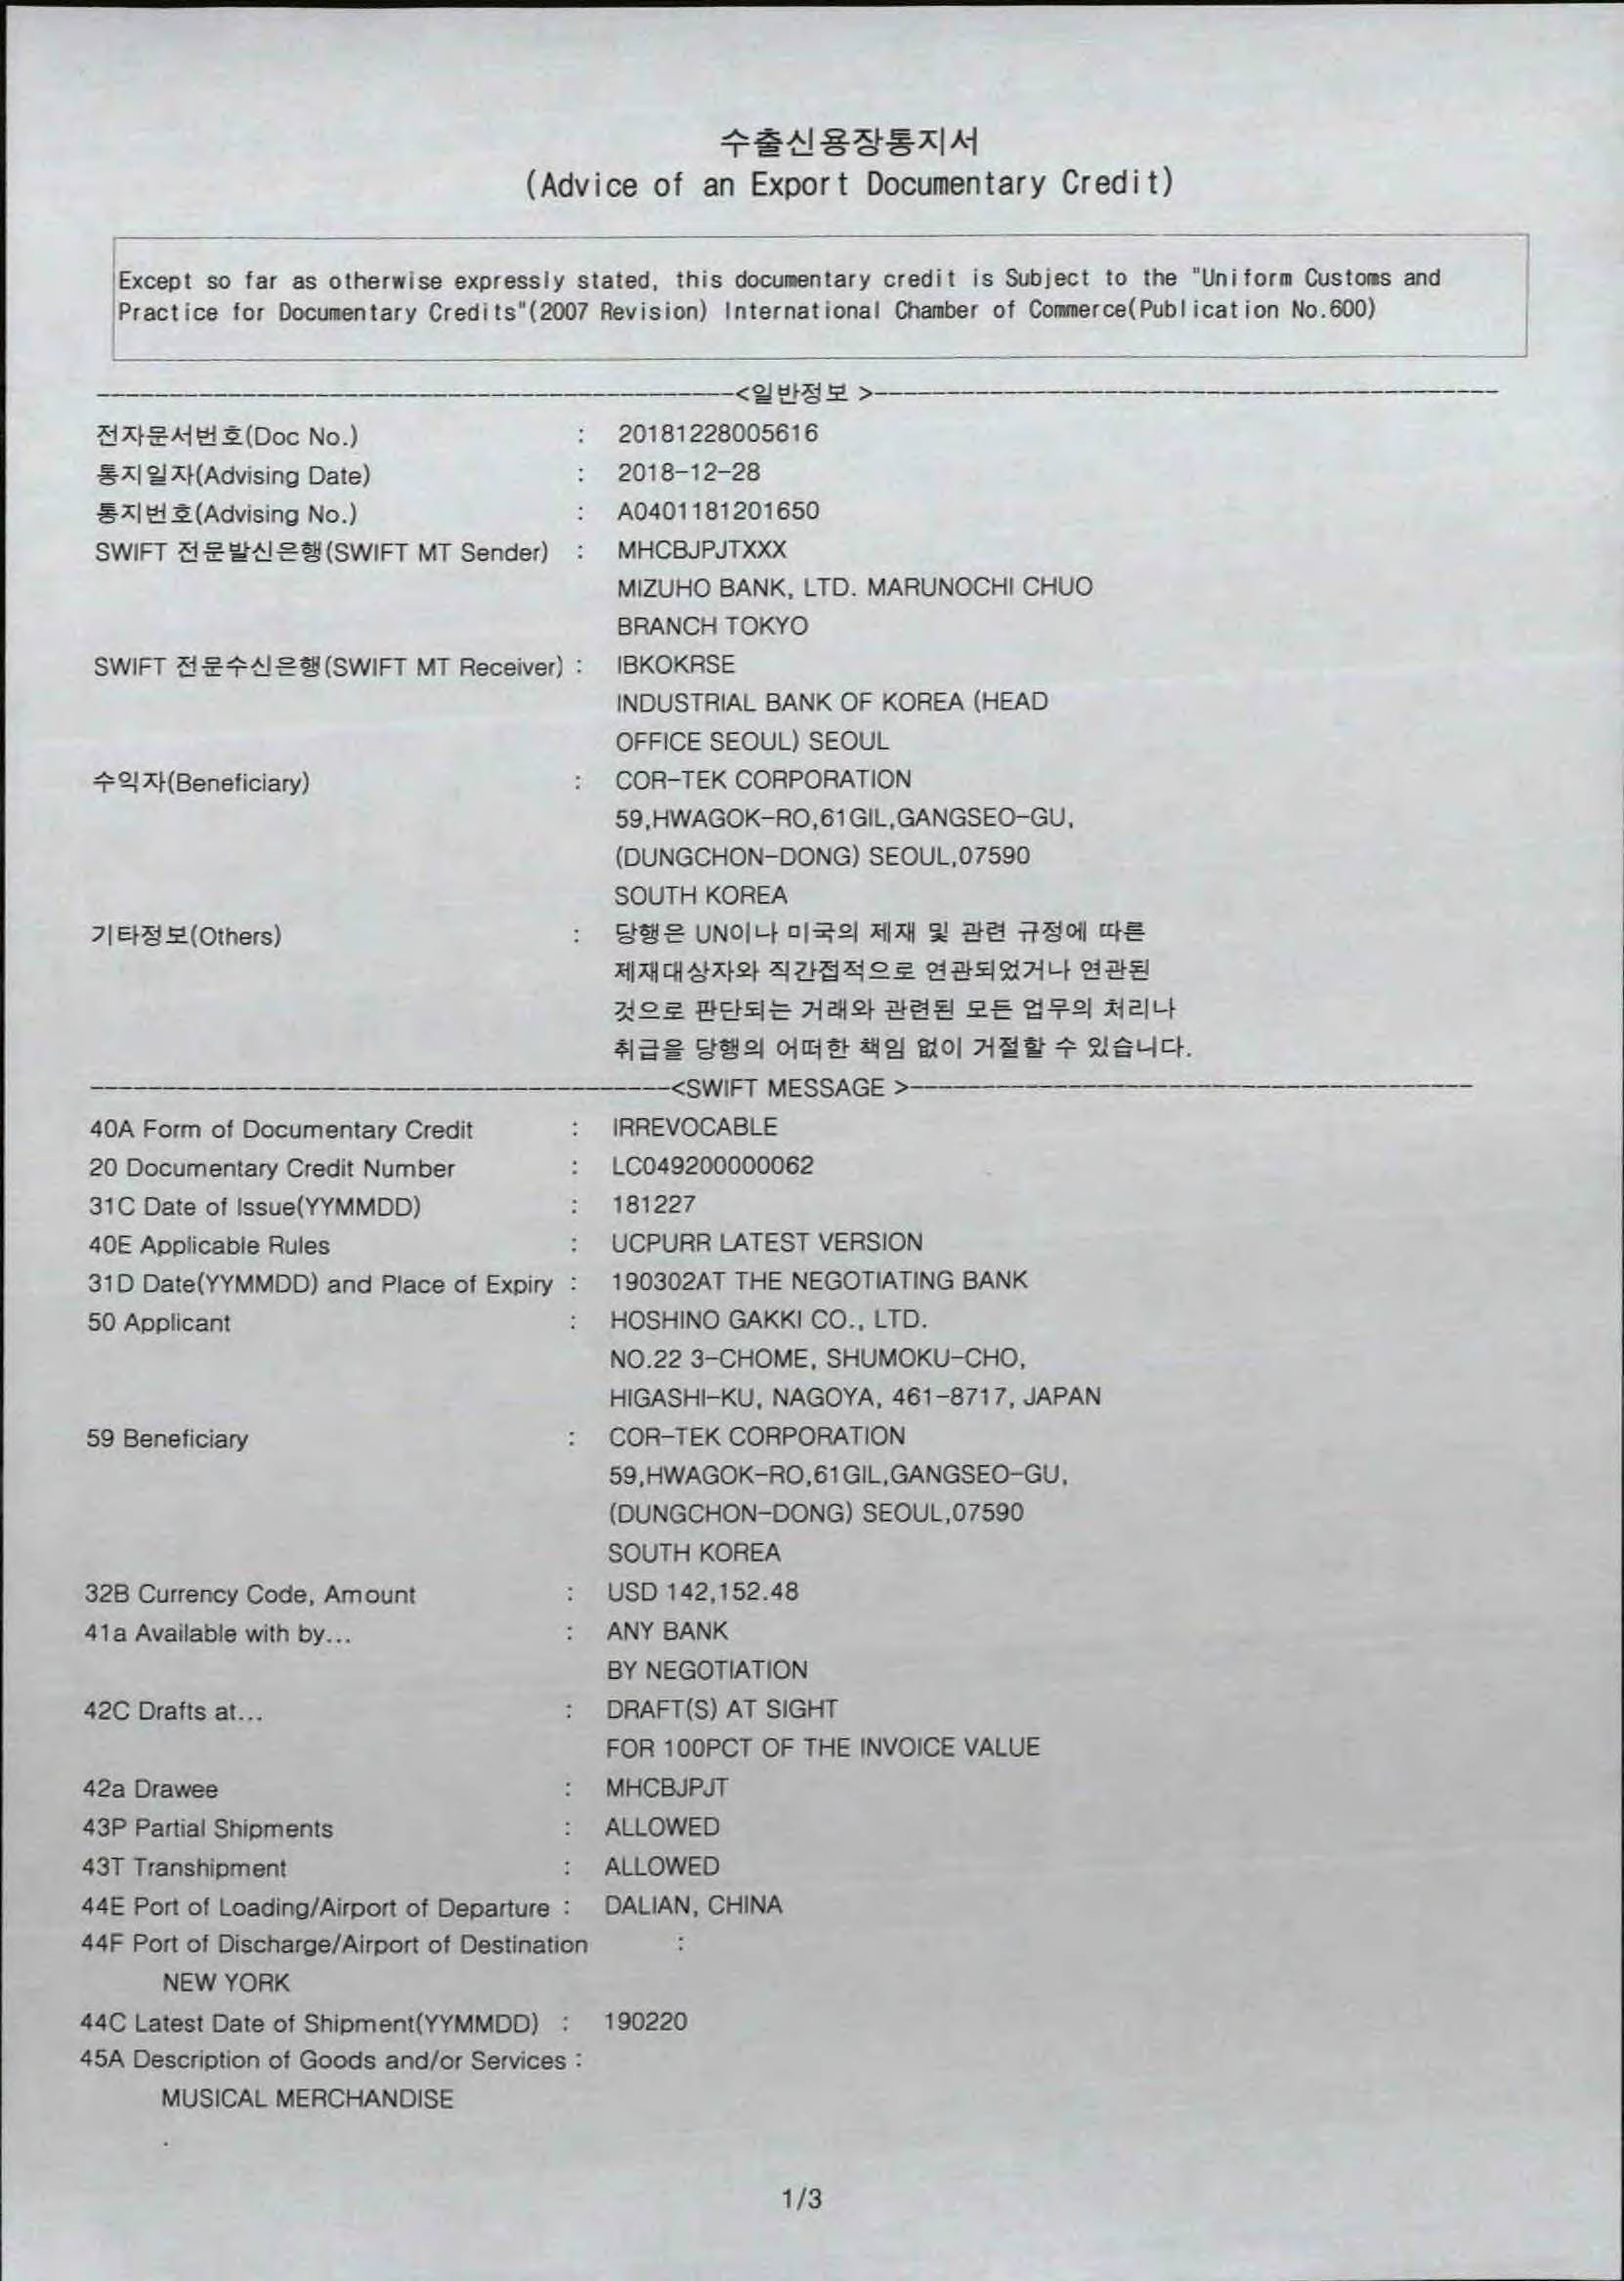 수출신용장통지서
(Advice of an Export Documentary Credit)
Except so far as otherwise expressly stated, this documentary credit is Subject to the "Uniform Customs and
Practice for Documentary Credits"(2007 Revision) International Chamber of Commerce(Publication No.600)
<일반정보 >
전자문서번호(Doc No.) : 20181228005616
통지일자(Advising Date) : 2018-12-28
통지번호(Advising No.) : A0401181201650
SWIFT 전문발신은행(SWIFT MT Sender) : MHCBJPJTXXX
MIZUHO BANK, LTD. MARUNOCHI CHUO
BRANCH TOKYO
SWIFT 전문수신은행(SWIFT MT Receiver) : IBKOKRSE
INDUSTRIAL BANK OF KOREA (HEAD
OFFICE SEOUL) SEOUL
수익자(Beneficiary) : COR-TEK CORPORATION
59,HWAGOK-RO,61GIL,GANGSEO-GU,
(DUNGCHON-DONG) SEOUL,07590
SOUTH KOREA
기타정보(Others) : 당행은 UN이나 미국의 제재 및 관련 규정에 따른
제재대상자와 직간접적으로 연관되었거나 연관된
것으로 판단되는 거래와 관련된 모든 업무의 처리나
취급을 당행의 어떠한 책임 없이 거절할 수 있습니다.
<SWIFT MESSAGE >
40A Form of Documentary Credit : IRREVOCABLE
20 Documentary Credit Number : LC049200000062
31C Date of Issue(YYMMDD) : 181227
40E Applicable Rules : UCPURR LATEST VERSION
31D Date(YYMMDD) and Place of Expiry : 190302AT THE NEGOTIATING BANK
50 Applicant : HOSHINO GAKKI CO., LTD.
NO.22 3-CHOME, SHUMOKU-CHO,
HIGASHI-KU, NAGOYA, 461-8717, JAPAN
59 Beneficiary : COR-TEK CORPORATION
59,HWAGOK-RO,61GIL,GANGSEO-GU,
(DUNGCHON-DONG) SEOUL,07590
SOUTH KOREA
32B Currency Code, Amount : USD 142,152.48
41a Available with by... : ANY BANK
BY NEGOTIATION
42C Drafts at... : DRAFT(S) AT SIGHT
FOR 100PCT OF THE INVOICE VALUE
42a Drawee : MHCBJPJT
43P Partial Shipments : ALLOWED
43T Transhipment : ALLOWED
44E Port of Loading/Airport of Departure : DALIAN, CHINA
44F Port of Discharge/Airport of Destination :
NEW YORK
44C Latest Date of Shipment(YYMMDD) : 190220
45A Description of Goods and/or Services :
MUSICAL MERCHANDISE
.
1/3